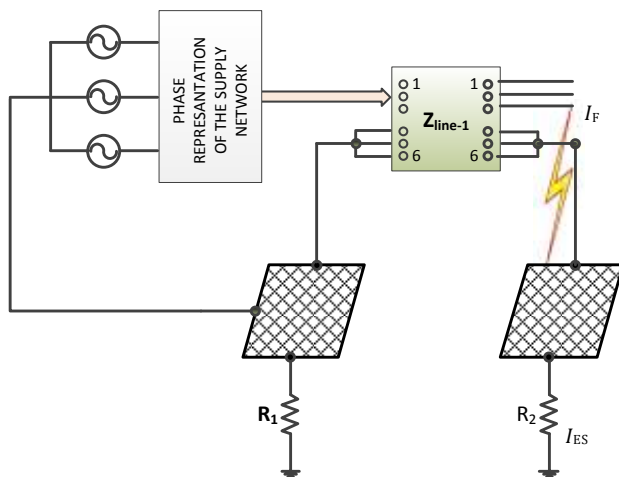 PHASE
REPRESANTATION
OF THE SUPPLY
NETWORK
1
6
Zline-1
1
6
IF
R1
R2
IES